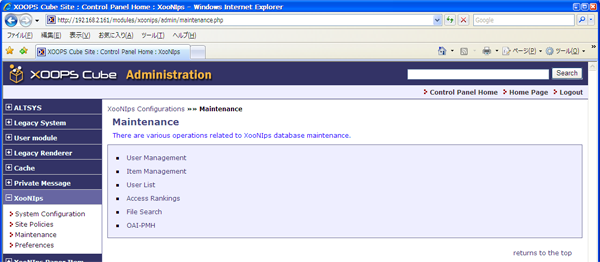 XOOPS Cube Site : Control Panel Home : XooNIps - Windows Internet Explorer
http://192.168.2.161/modules/xoonips/admin/maintenance.php
Google
ファイル(F) 編集(E) 表示(V) お気に入り(A) ツール(T) ヘルプ(H)
XOOPS Cube Site : Control Panel Home : XooNIps
ページ(P) ツール(O)
XOOPS Cube Administration
Search
Control Panel Home Home Page Logout
ALTSYS
Legacy System
User module
Legacy Renderer
Cache
Private Message
XooNIps
System Configuration
Site Policies
Maintenance
Preferences
XooNIps Paper Item
XooNIps Configurations »» Maintenance
Maintenance
There are various operations related to XooNIps database maintenance.
User Management
Item Management
User List
Access Rankings
File Search
OAI-PMH
returns to the top